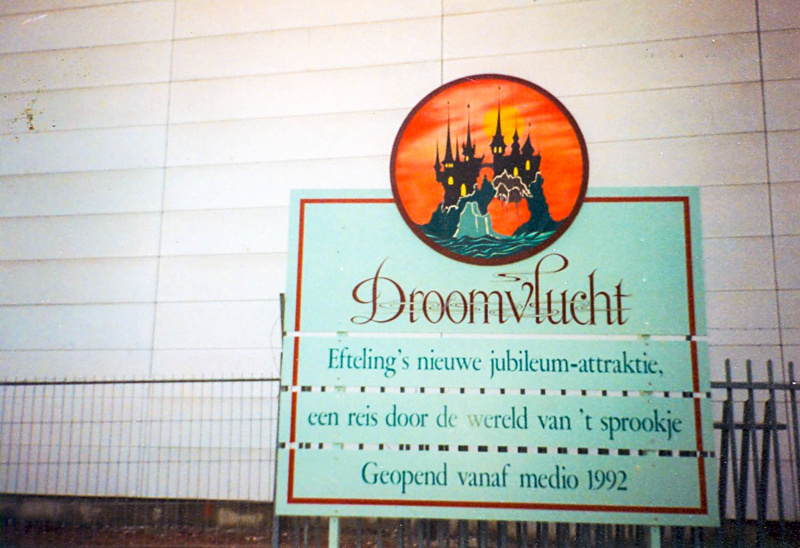 Droomvlucht
Efteling's nieuwe jubileum-attraktie,
een reis door de wereld van 't sprookje
Geopend vanaf medio 1992